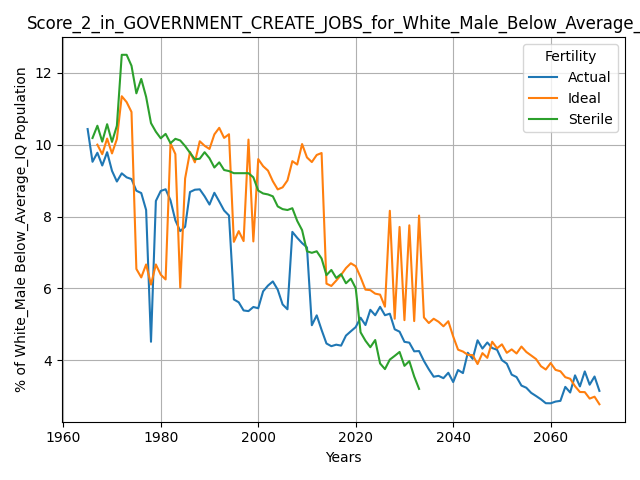 Score_2_in_GOVERNMENT_CREATE_JOBS_for_White_Male_Below_Average_
% of White_Male Below_Average_IQ Population
12
10
8
6
4
Fertility
Actual
Ideal
Sterile
1960 1980 2000 2020 2040 2060
Years